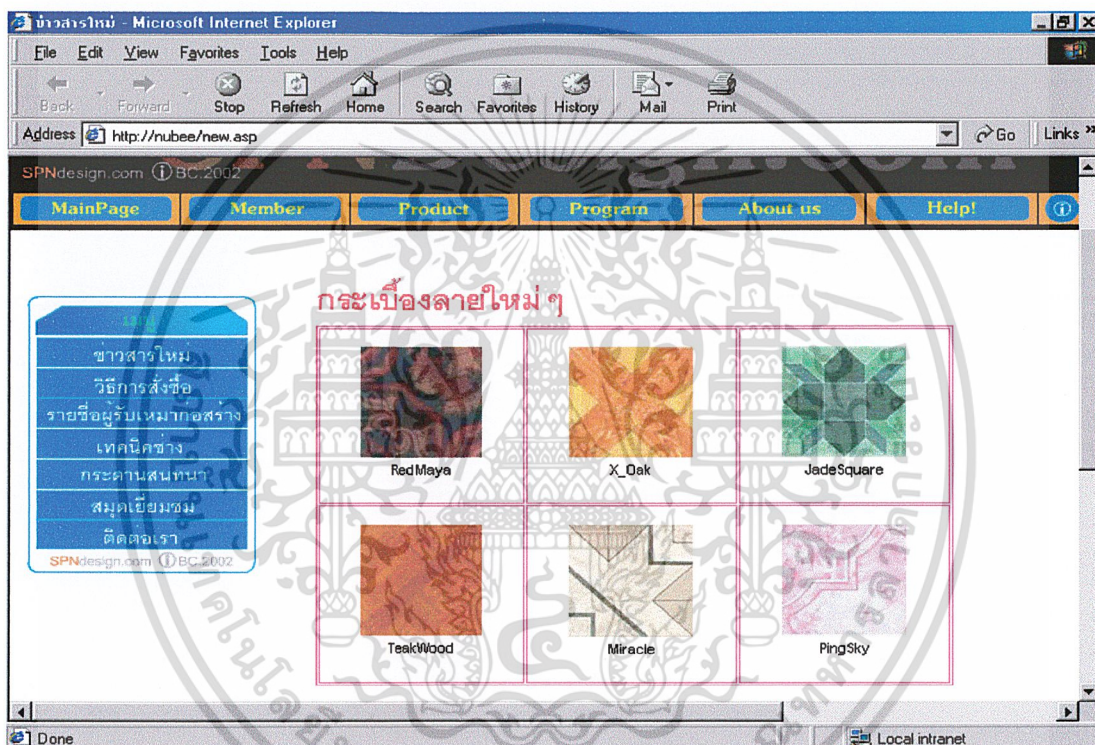 ข่าวสารใหม่ - Microsoft Internet Explorer
File Edit View Favorites Tools Help
Back Forward Stop Refresh Home Search Favorites History Mail Print
Address http://nubee/new.asp Go Links »
SPNdesign.com ⓘ BC.2002
MainPage Member Product Program About us Help!
กระเบื้องลายใหม่ ๆ
เมนู
ข่าวสารใหม่
วิธีการสั่งซื้อ
รายชื่อผู้รับเหมาก่อสร้าง
เทคนิคช่าง
กระดานสนทนา
สมุดเยี่ยมชม
ติดต่อเรา
SPNdesign.com ⓘ BC.2002
RedMaya X_Oak JadeSquare
TeakWood Miracle PingSky
Done Local intranet